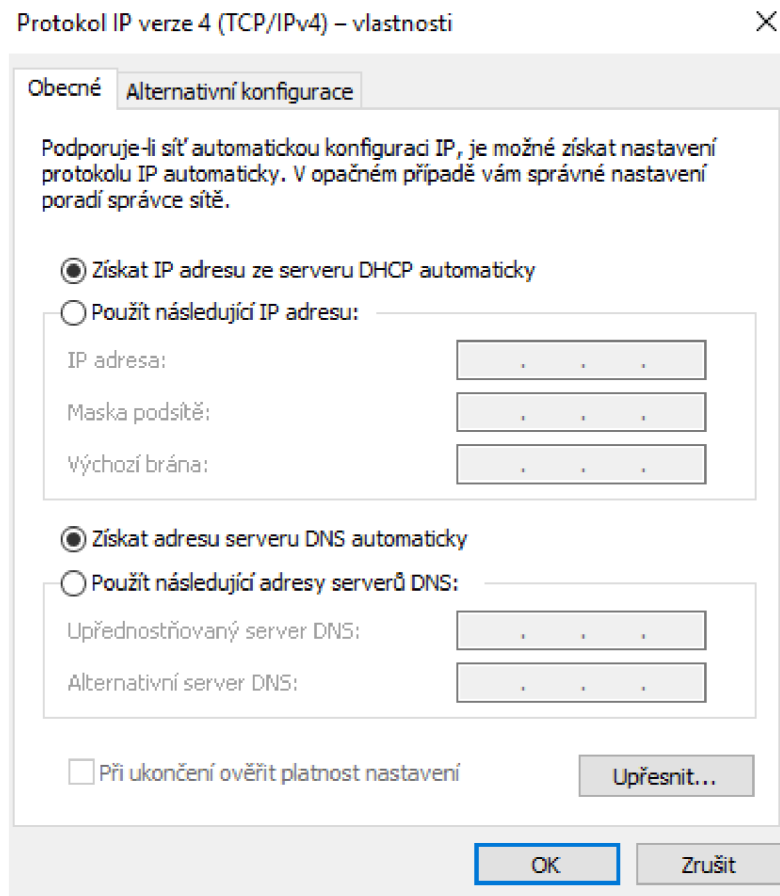 Protokol IP verze 4 (TCP/IPv4) – vlastnosti
Obecné
Alternativní konfigurace
Podporuje-li síť automatickou konfiguraci IP, je možné získat nastavení
protokolu IP automaticky. V opačném případě vám správné nastavení
poradí správce sítě.
Získat IP adresu ze serveru DHCP automaticky
Použít následující IP adresu:
IP adresa:
Maska podsítě:
Výchozí brána:
Získat adresu serveru DNS automaticky
Použít následující adresy serverů DNS:
Upřednostňovaný server DNS:
Alternativní server DNS:
Při ukončení ověřit platnost nastavení
Upřesnit...
OK
Zrušit